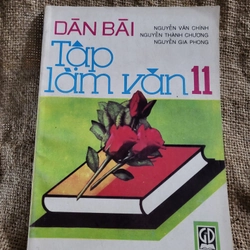 DÀN BÀI
NGUYỄN VĂN CHÍNH
NGUYỄN THÀNH CHƯƠNG
NGUYỄN GIA PHONG
Tập
làm văn 11
GD